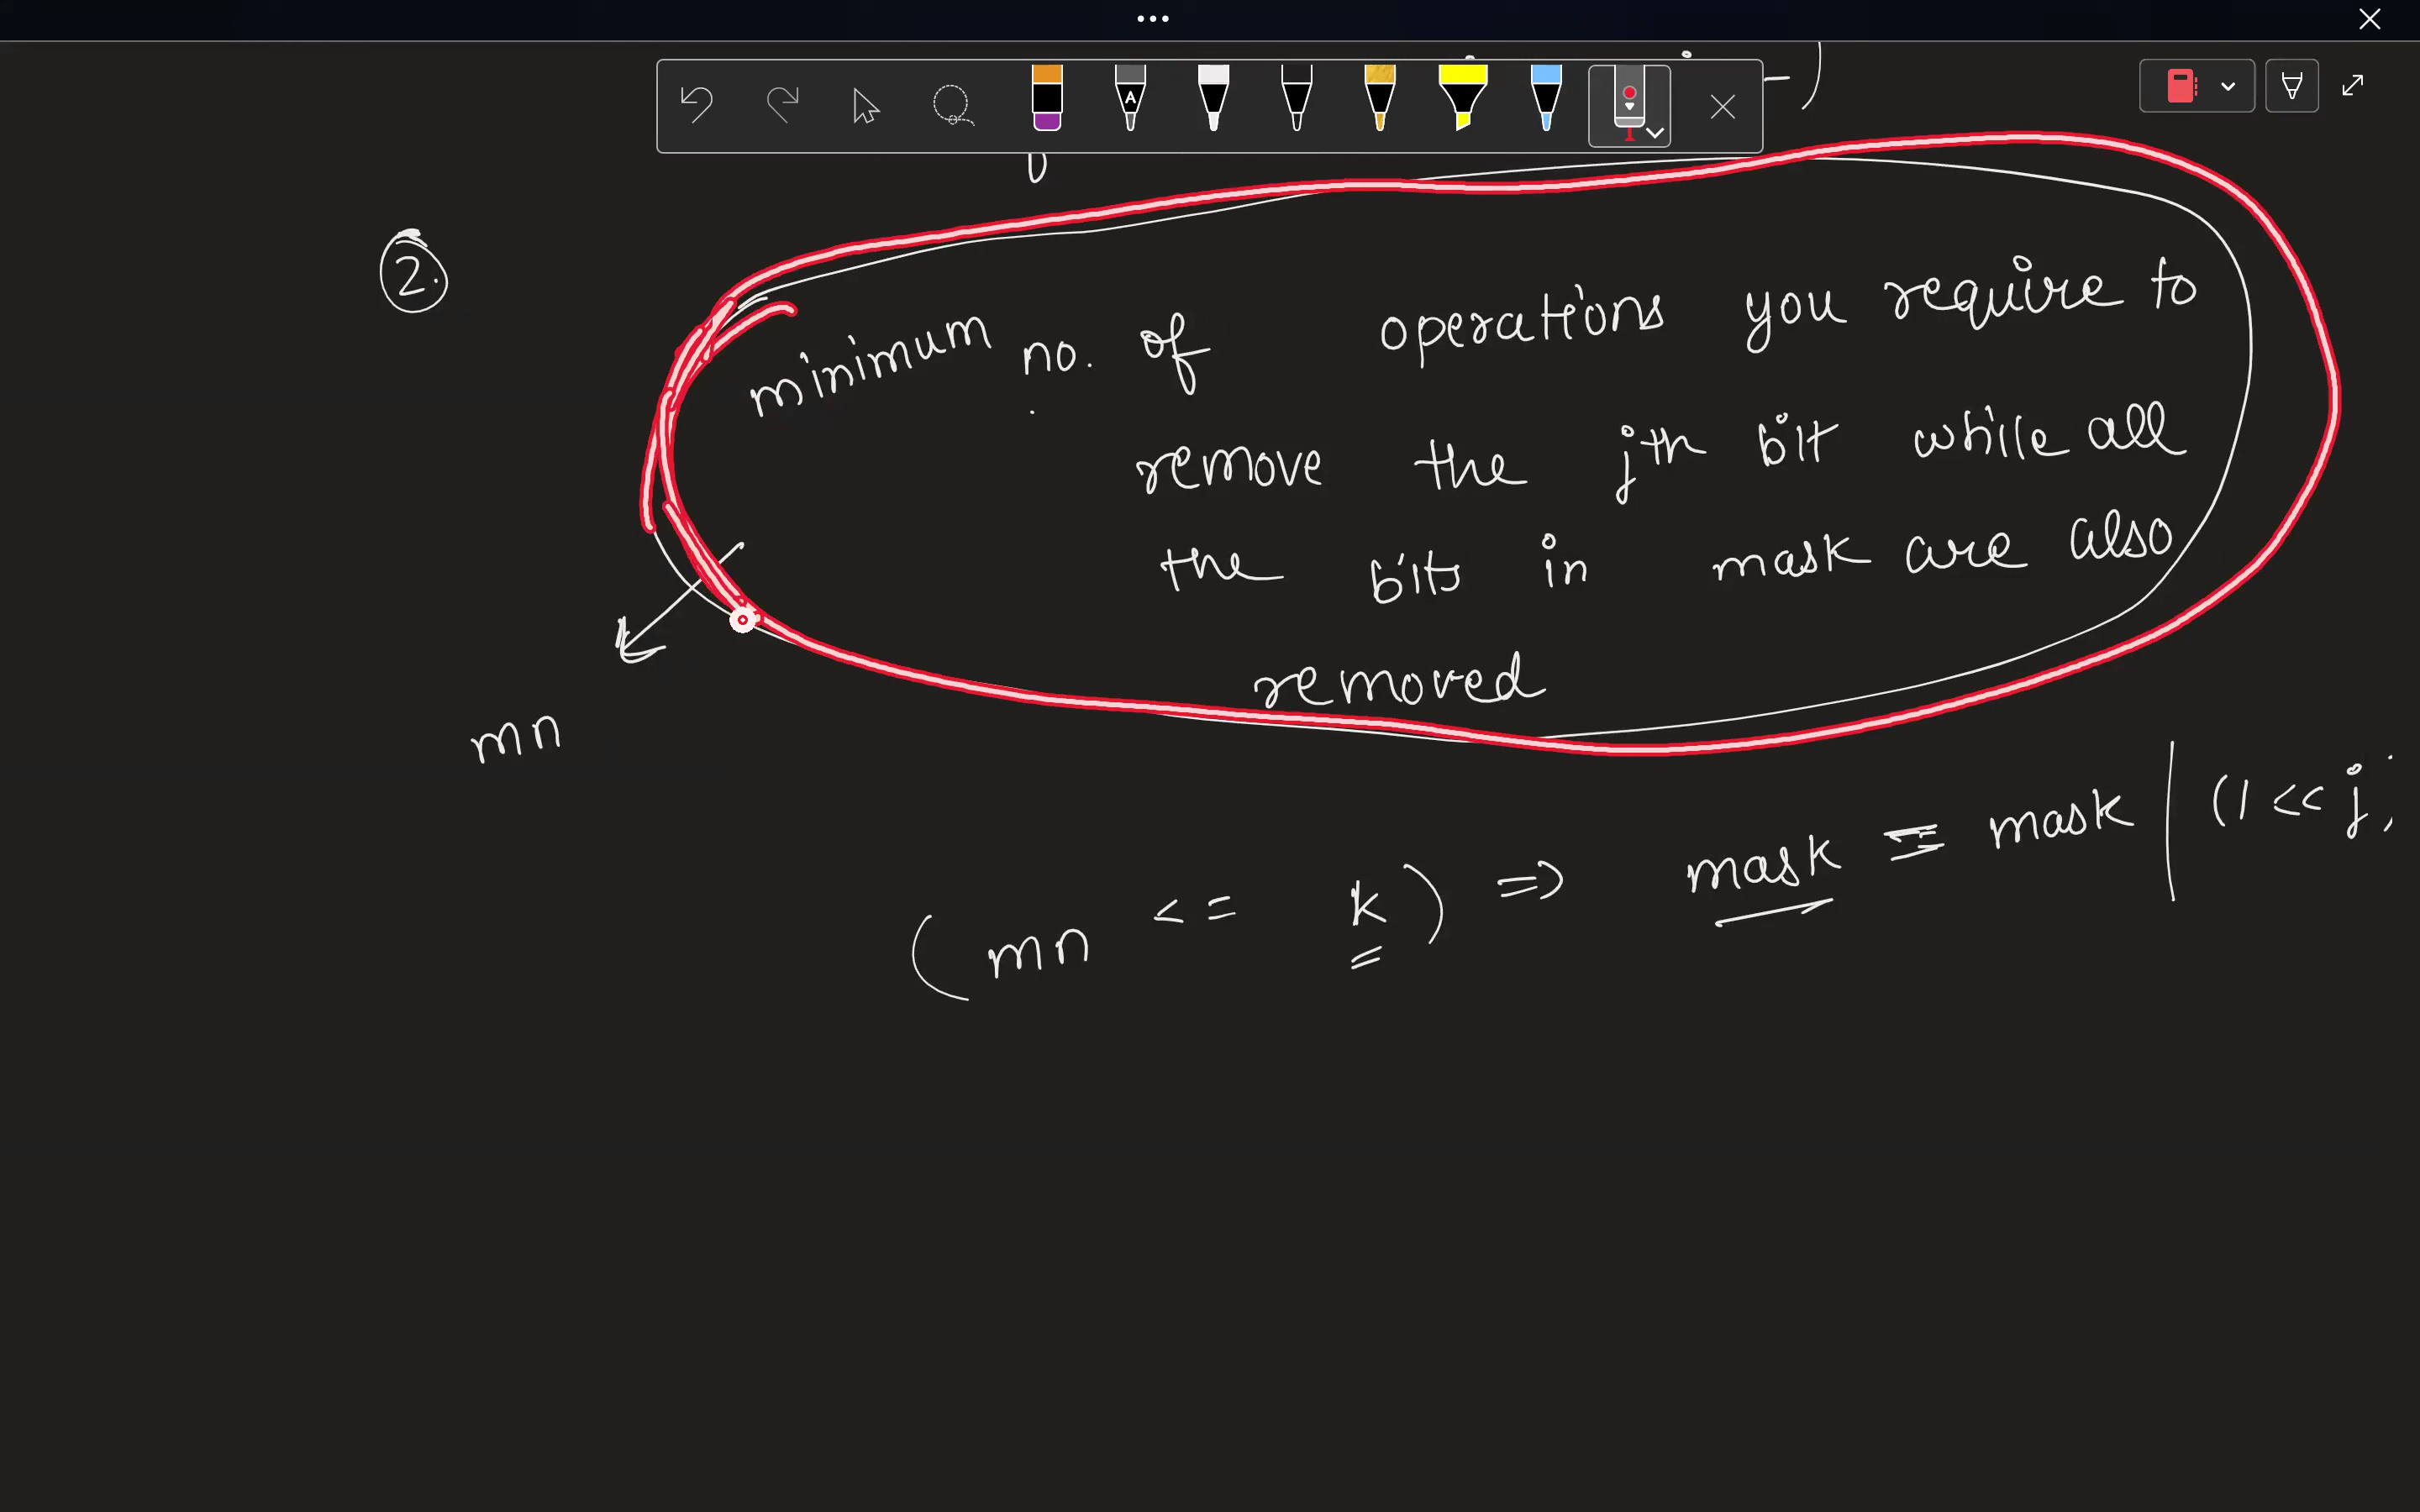 2.
minimum no. of operations you require to
remove the jth bit while all
the bits in mask are also
removed
mn
(mn <= k) => mask = mask | (1 << j)